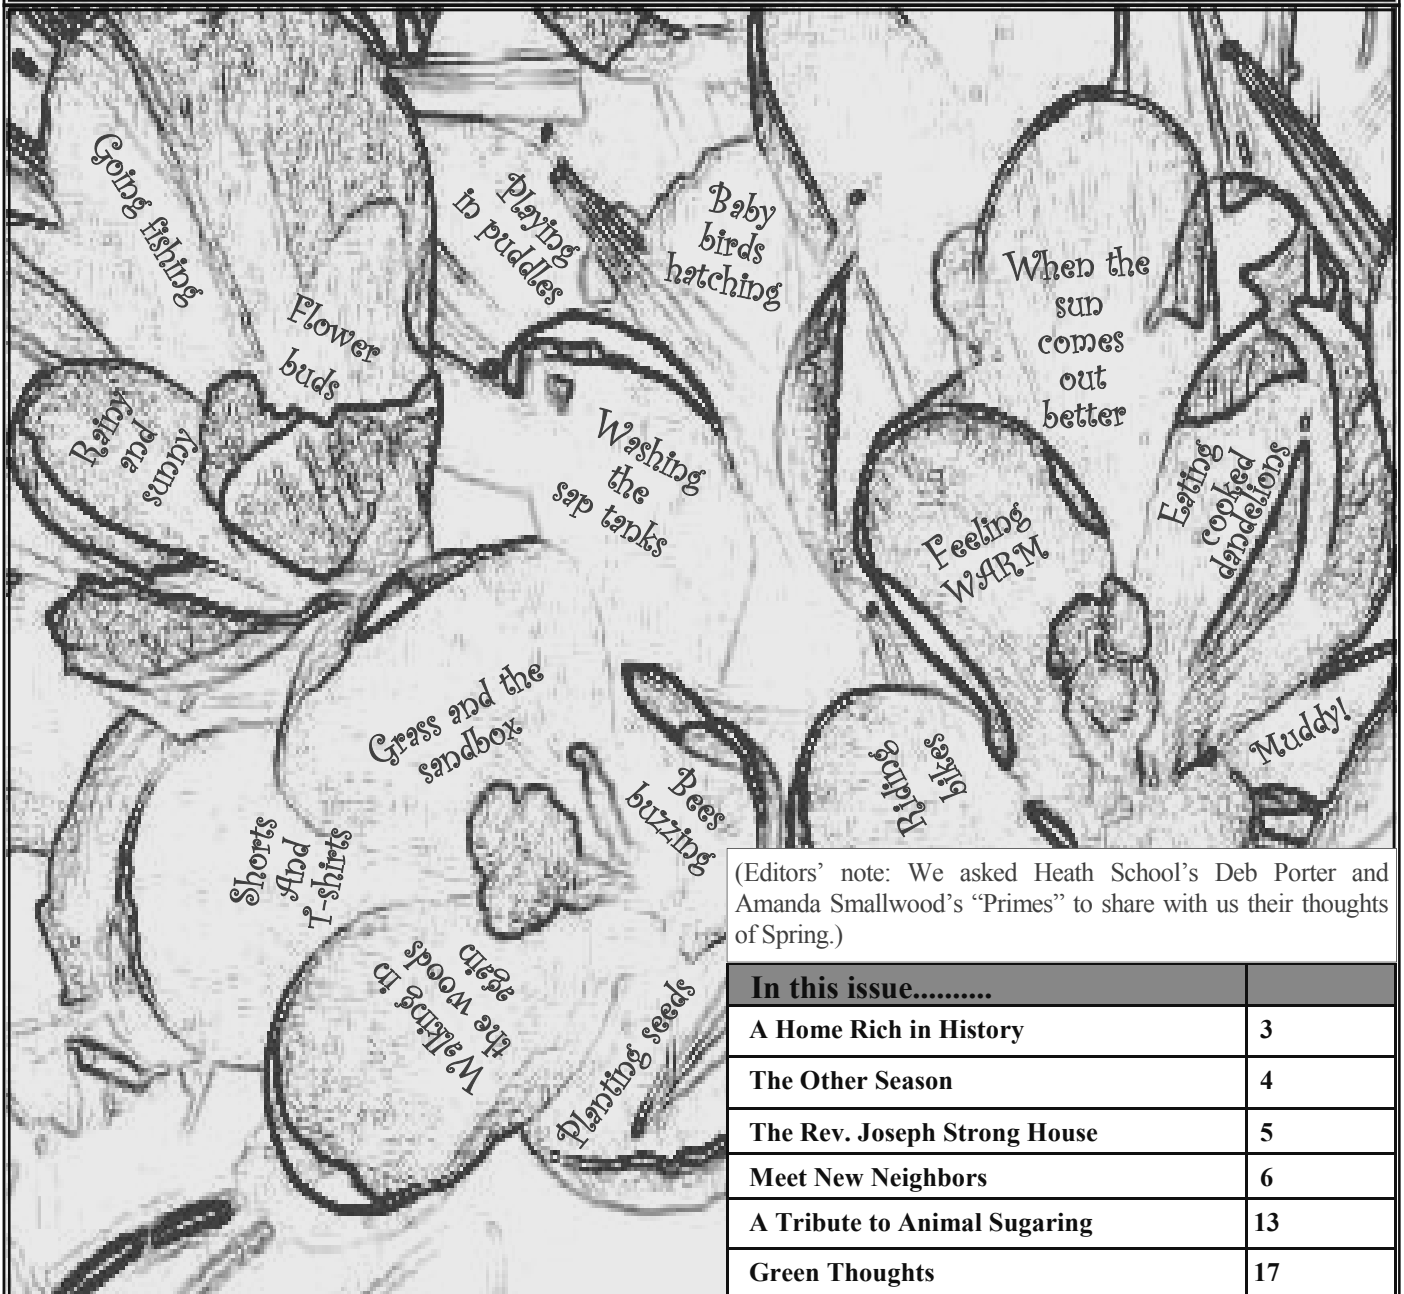 Going fishing
Flower
buds
Playing
in puddles
Baby
birds
hatching
When the
sun
comes
out
better
Rainy
and
sunny
Washing
the
sap tanks
Feeling
WARM
Eating
cooked
dandelions
Grass and the
sandbox
Muddy!
Riding
bikes
Bees
buzzing
Shorts
And
T-shirts
Walking in
the woods
again
Planting seeds
(Editors' note: We asked Heath School's Deb Porter and
Amanda Smallwood's “Primes” to share with us their thoughts
of Spring.)
In this issue..........
A Home Rich in History 3
The Other Season 4
The Rev. Joseph Strong House 5
Meet New Neighbors 6
A Tribute to Animal Sugaring 13
Green Thoughts 17